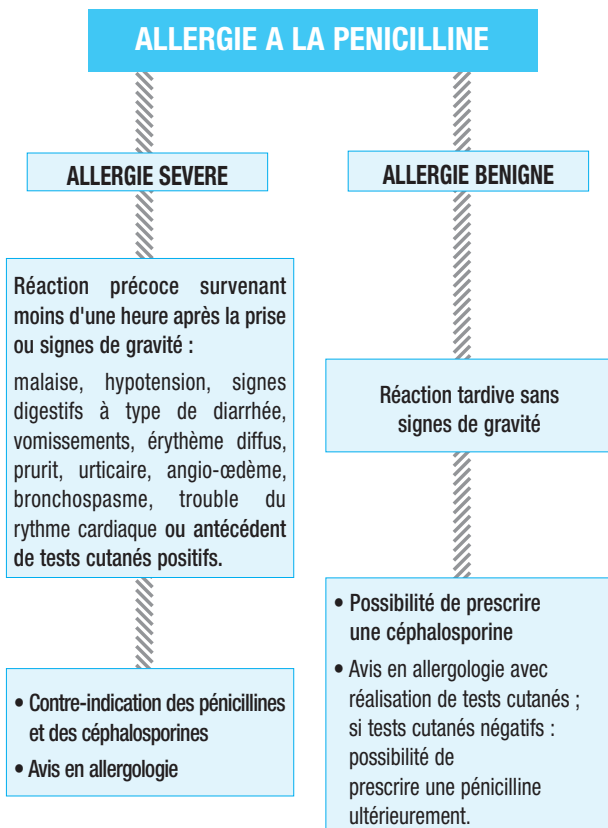 ALLERGIE A LA PENICILLINE
ALLERGIE SEVERE
Réaction précoce survenant
moins d'une heure après la prise
ou signes de gravité :
malaise, hypotension, signes
digestifs à type de diarrhée,
vomissements, érythème diffus,
prurit, urticaire, angio-œdème,
bronchospasme, trouble du
rythme cardiaque ou antécédent
de tests cutanés positifs.
• Contre-indication des pénicillines
et des céphalosporines
• Avis en allergologie
ALLERGIE BENIGNE
Réaction tardive sans
signes de gravité
• Possibilité de prescrire
une céphalosporine
• Avis en allergologie avec
réalisation de tests cutanés ;
si tests cutanés négatifs :
possibilité de
prescrire une pénicilline
ultérieurement.